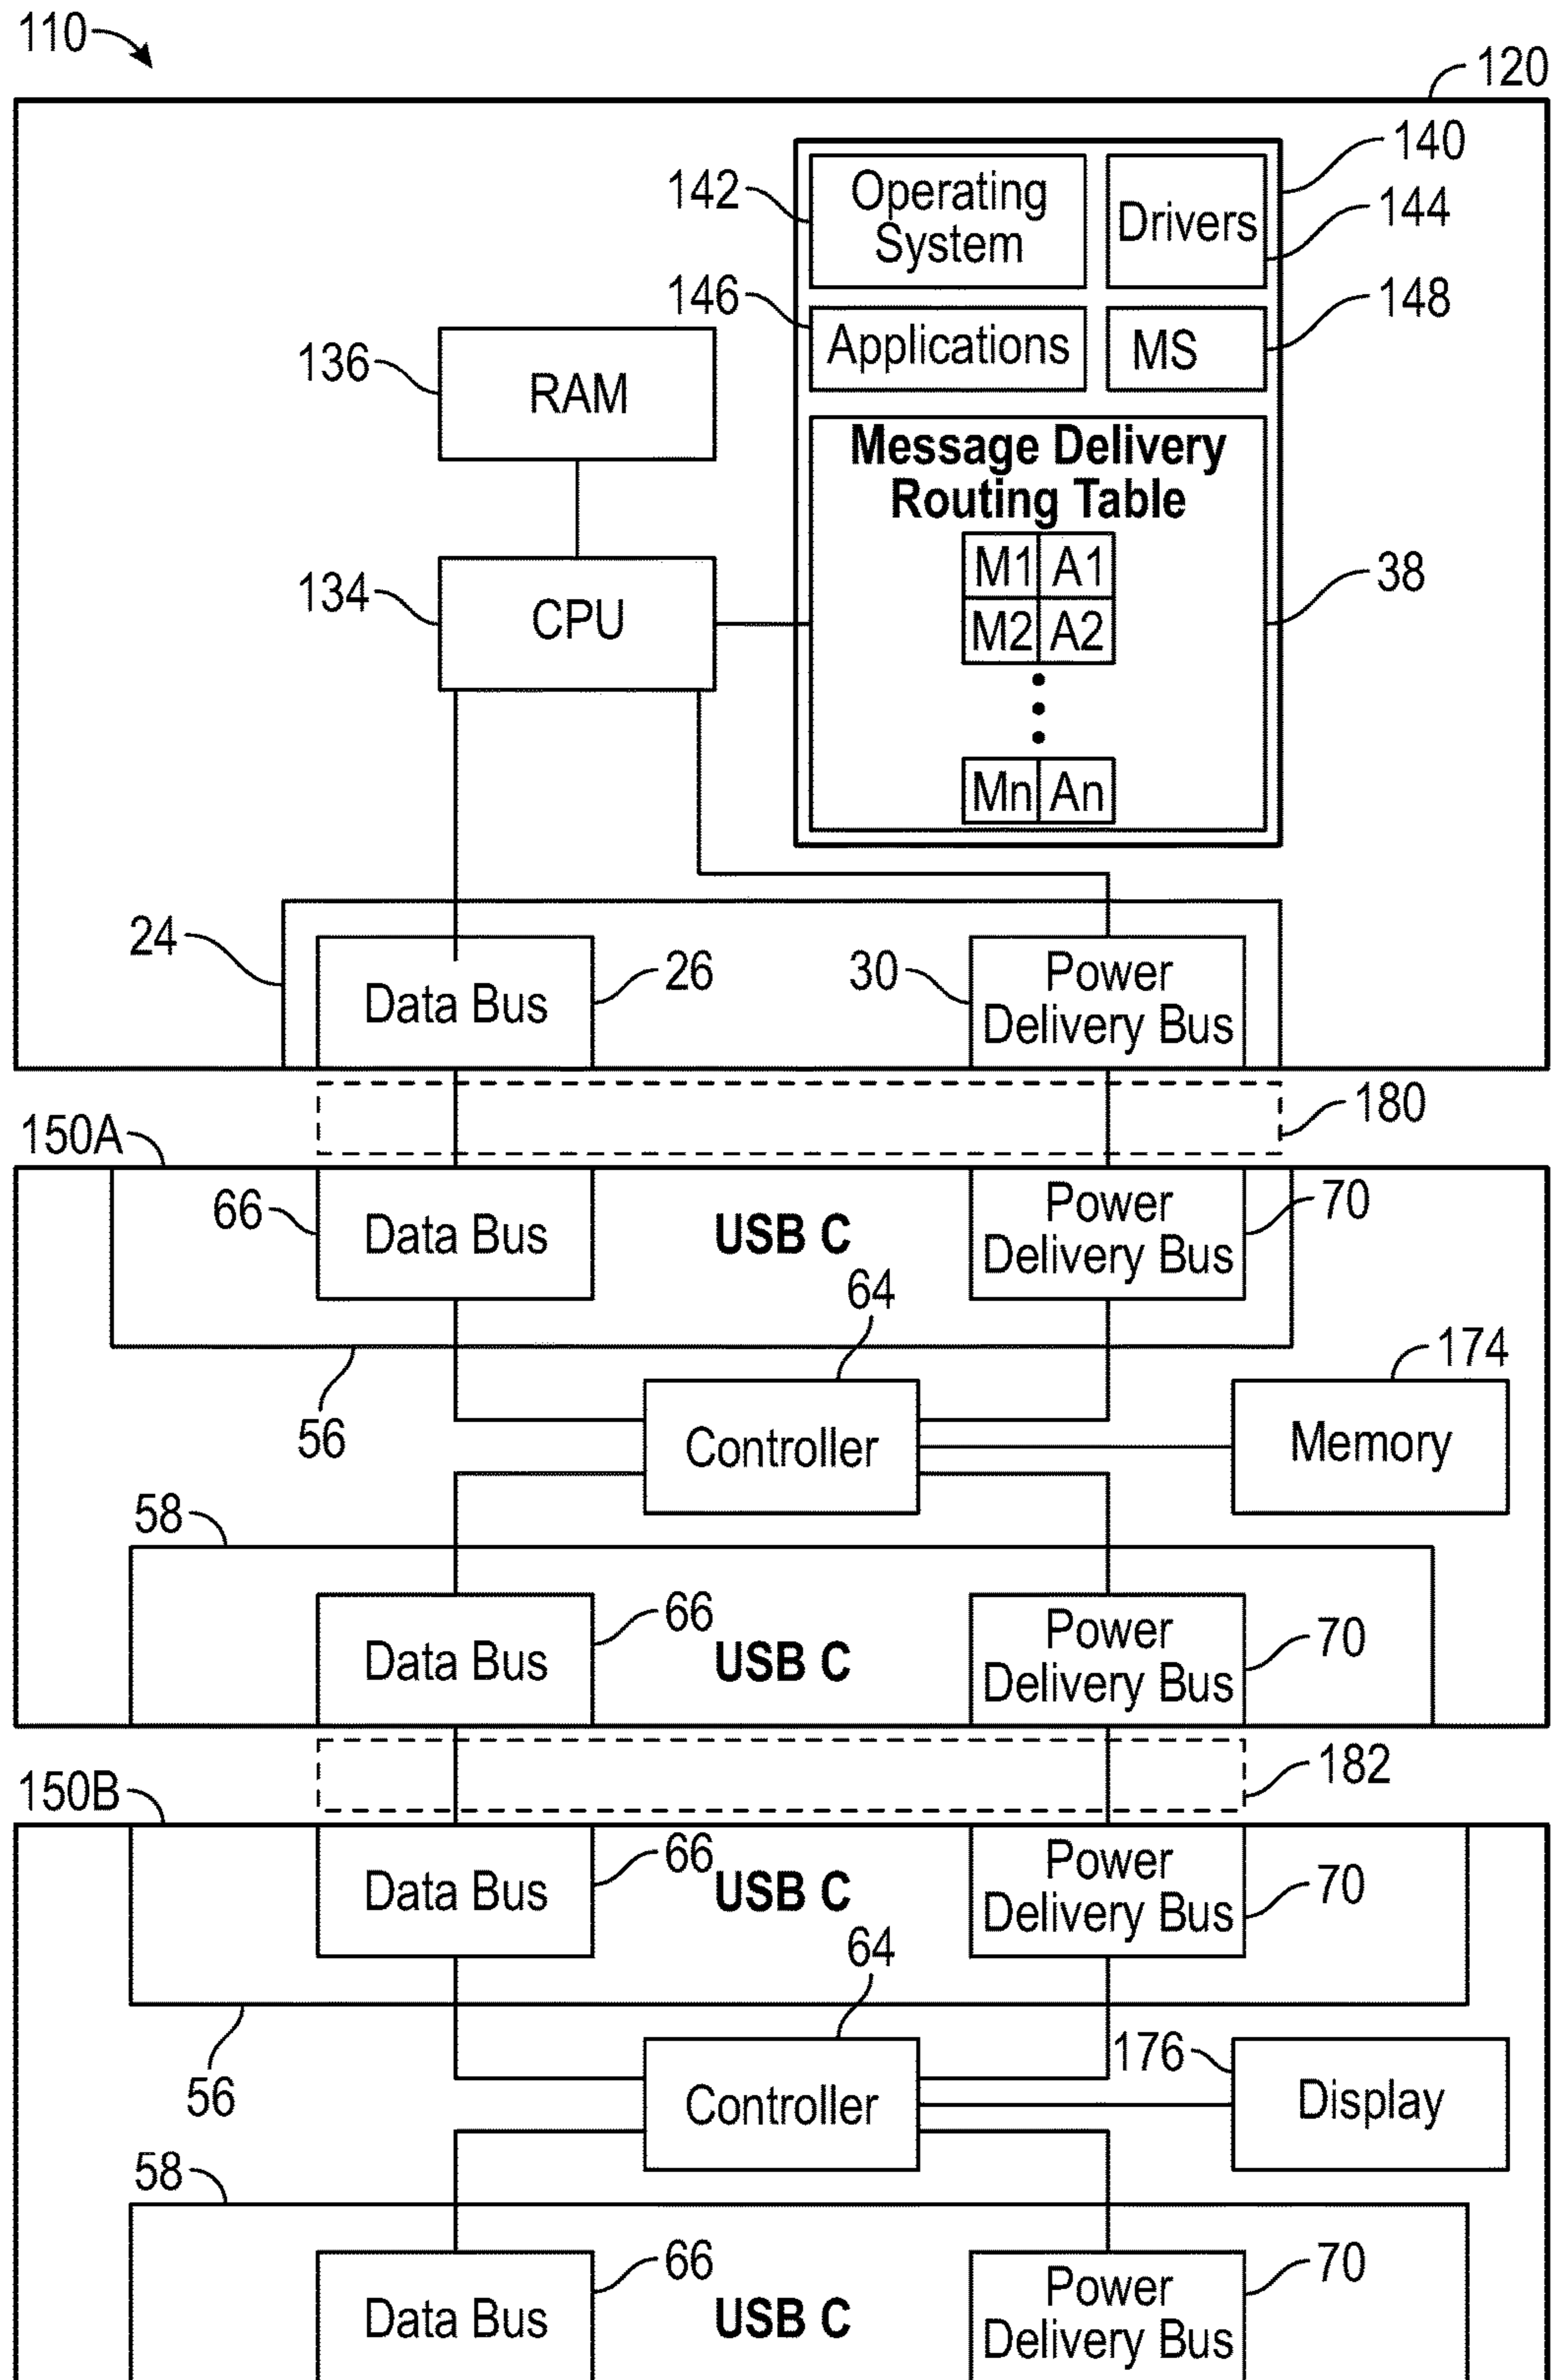 110
120
140
142
Operating
System
Drivers
144
146
Applications
MS
148
136
RAM
Message Delivery
Routing Table
M1 A1
M2 A2
Mn An
134
CPU
38
24
Data Bus
26
30
Power
Delivery Bus
180
150A
66
Data Bus
USB C
Power
Delivery Bus
70
64
56
Controller
174
Memory
58
Data Bus
66
USB C
Power
Delivery Bus
70
182
150B
Data Bus
66
USB C
Power
Delivery Bus
70
64
56
Controller
176
Display
58
Data Bus
66
USB C
Power
Delivery Bus
70